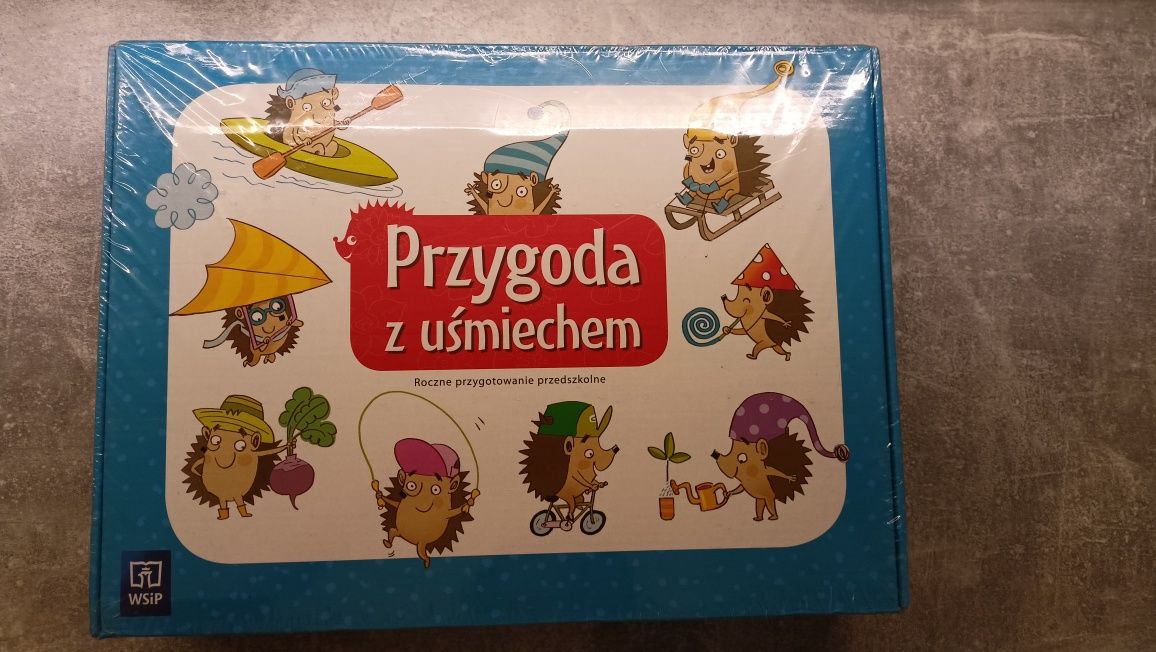 Przygoda
z uśmiechem
Roczne przygotowanie przedszkolne
WSiP